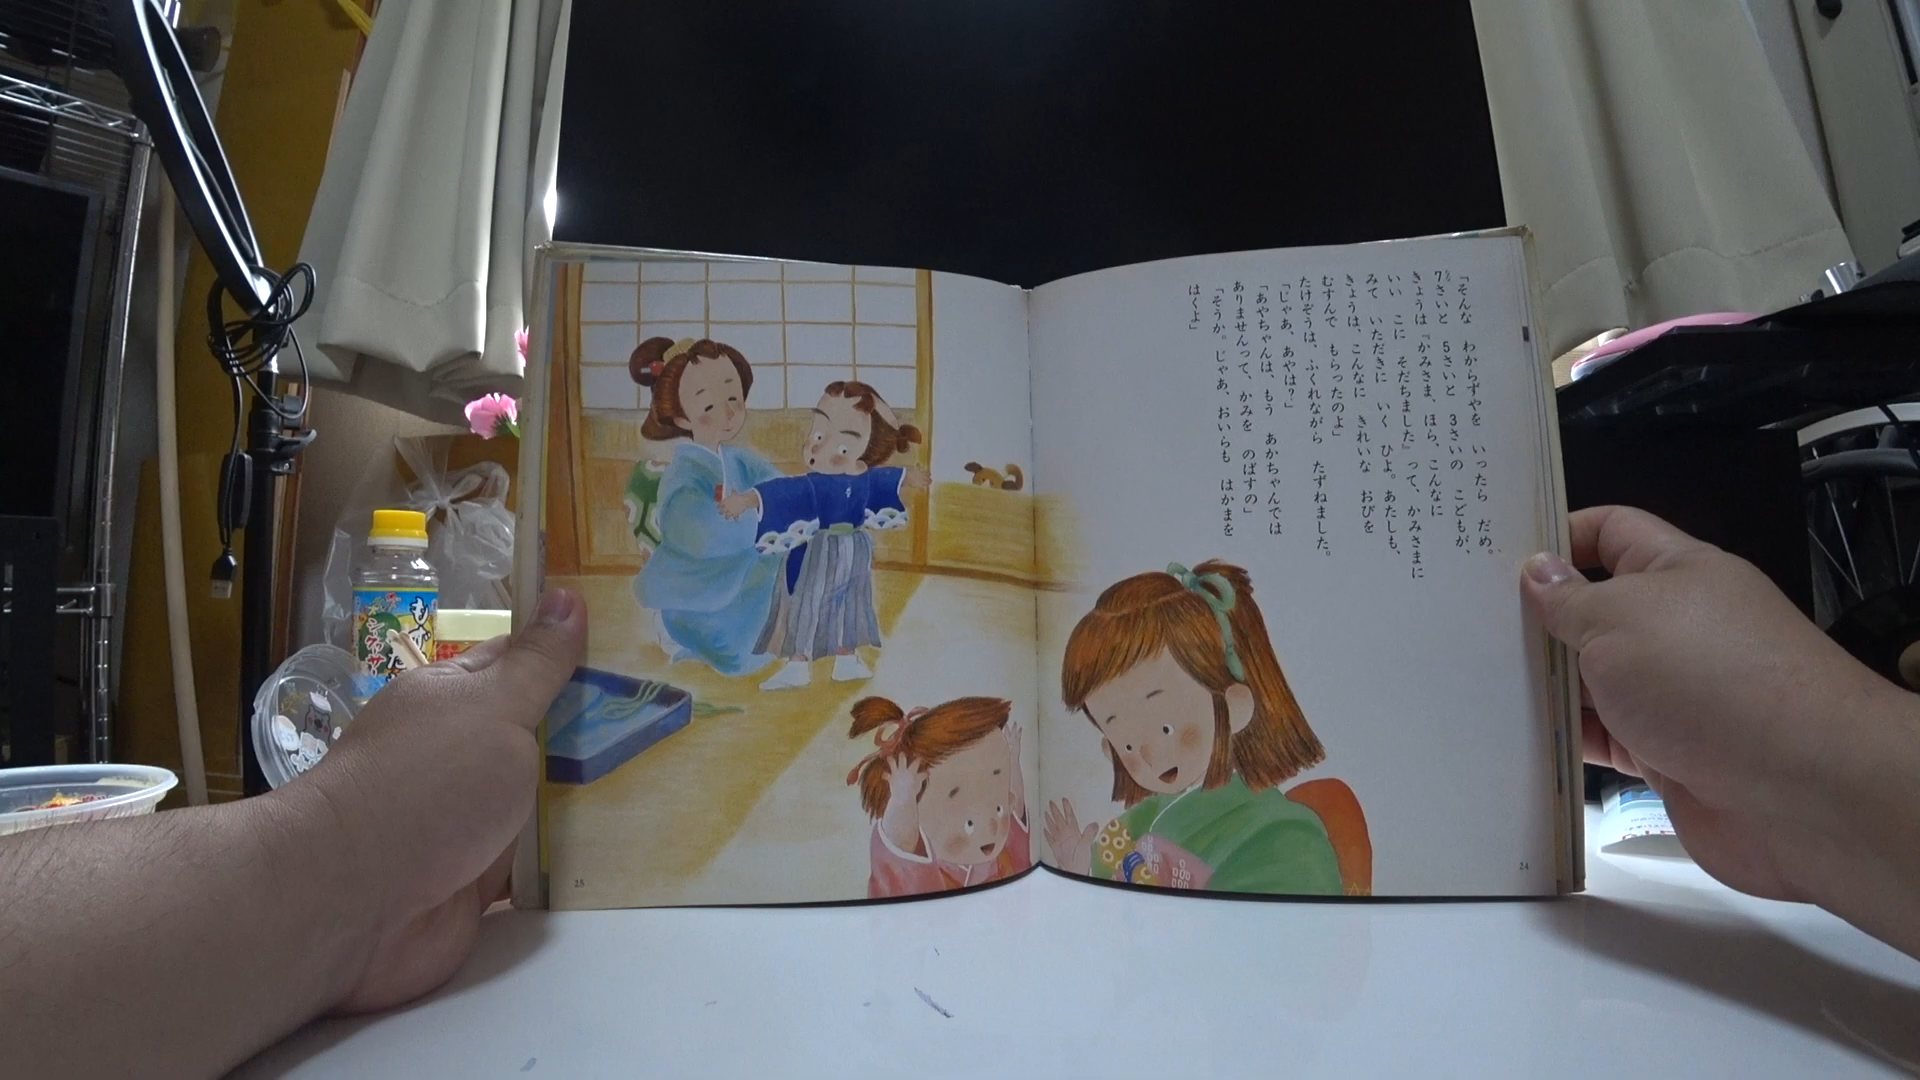 「そんな わからずやを いったら だめ。
7さいと 5さいと 3さいの こどもが、
きょうは『かみさま、ほら、こんなに
いい こに そだちました』って、かみさまに
みて いただきに いく ひよ。あたしも、
きょうは、こんなに きれいな おびを
むすんで もらったのよ」
たけぞうは、ふくれながら たずねました。
「じゃあ、あやは?」
「あやちゃんは、もう あかちゃんでは
ありませんって、かみを のばすの」
「そうか。じゃあ、おいらも はかまを
はくよ」
24
25